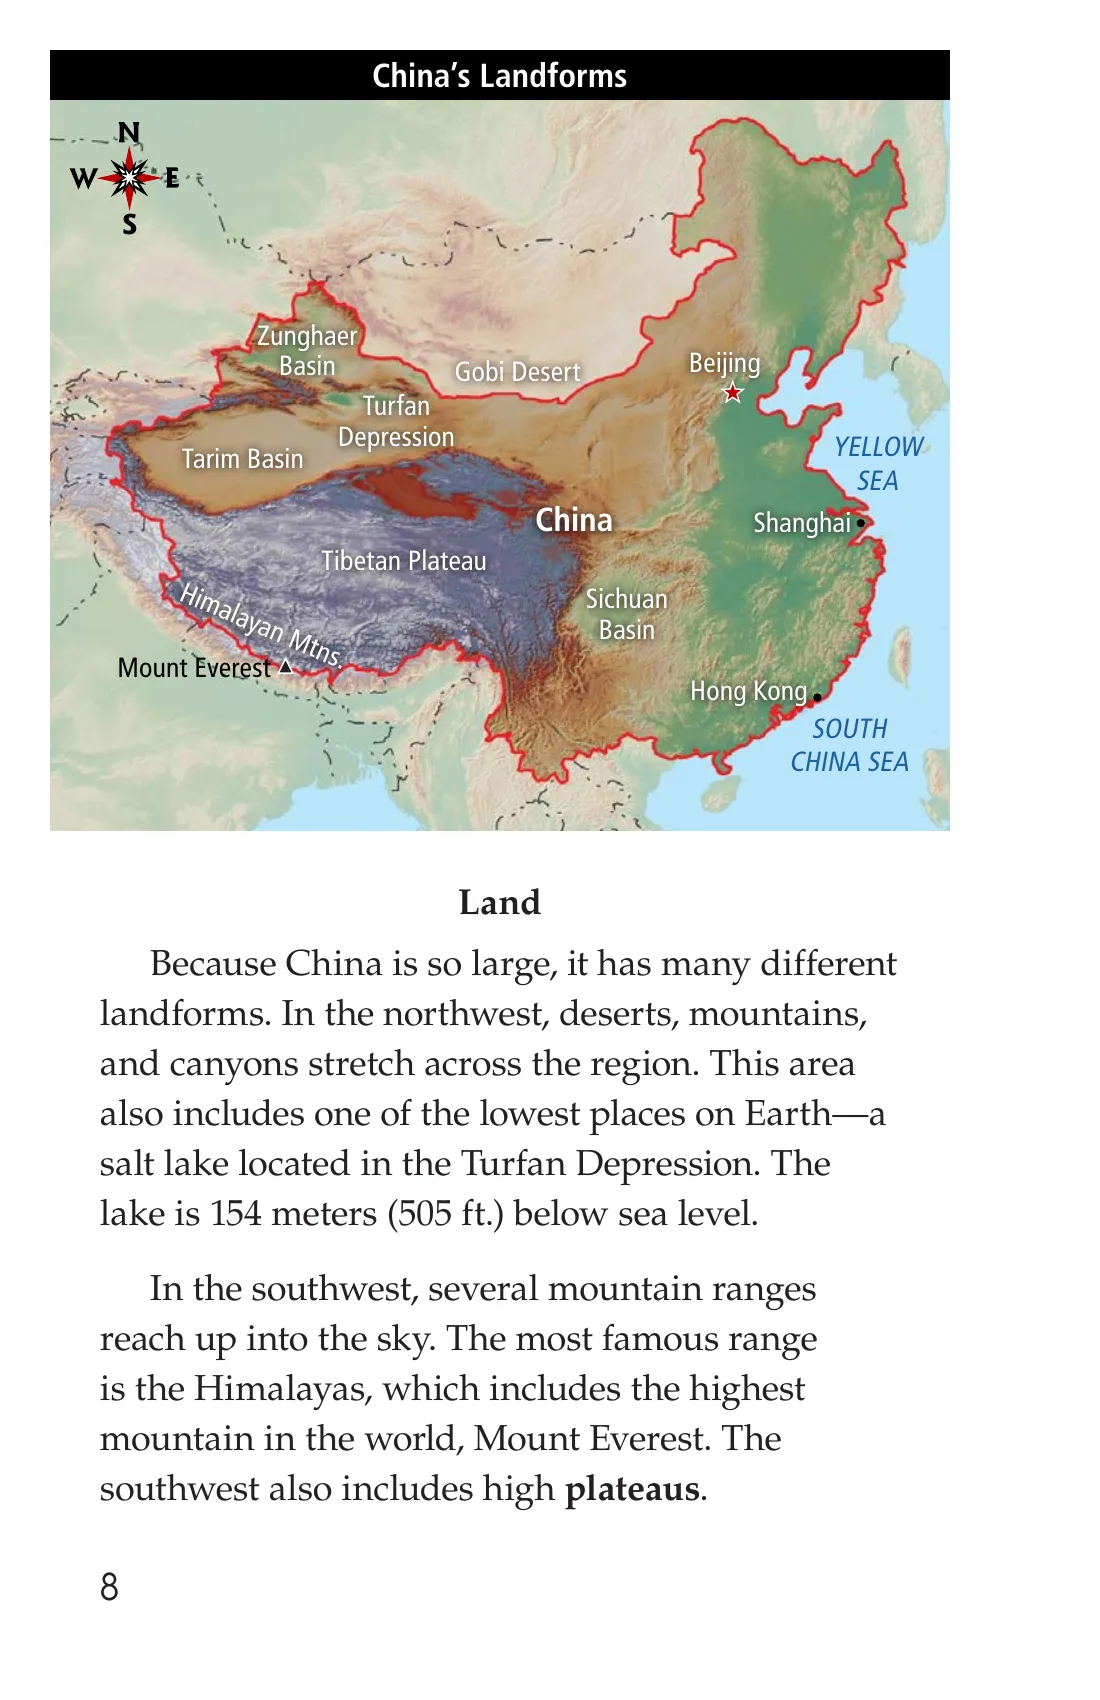 China's Landforms
N
W E
S
Zunghaer
Basin
Gobi Desert
Beijing
Turfan
Depression
Tarim Basin
YELLOW
SEA
China
Shanghai
Tibetan Plateau
Sichuan
Basin
Himalayan Mtns.
Mount Everest
Hong Kong
SOUTH
CHINA SEA
Land
Because China is so large, it has many different
landforms. In the northwest, deserts, mountains,
and canyons stretch across the region. This area
also includes one of the lowest places on Earth—a
salt lake located in the Turfan Depression. The
lake is 154 meters (505 ft.) below sea level.
In the southwest, several mountain ranges
reach up into the sky. The most famous range
is the Himalayas, which includes the highest
mountain in the world, Mount Everest. The
southwest also includes high plateaus.
8